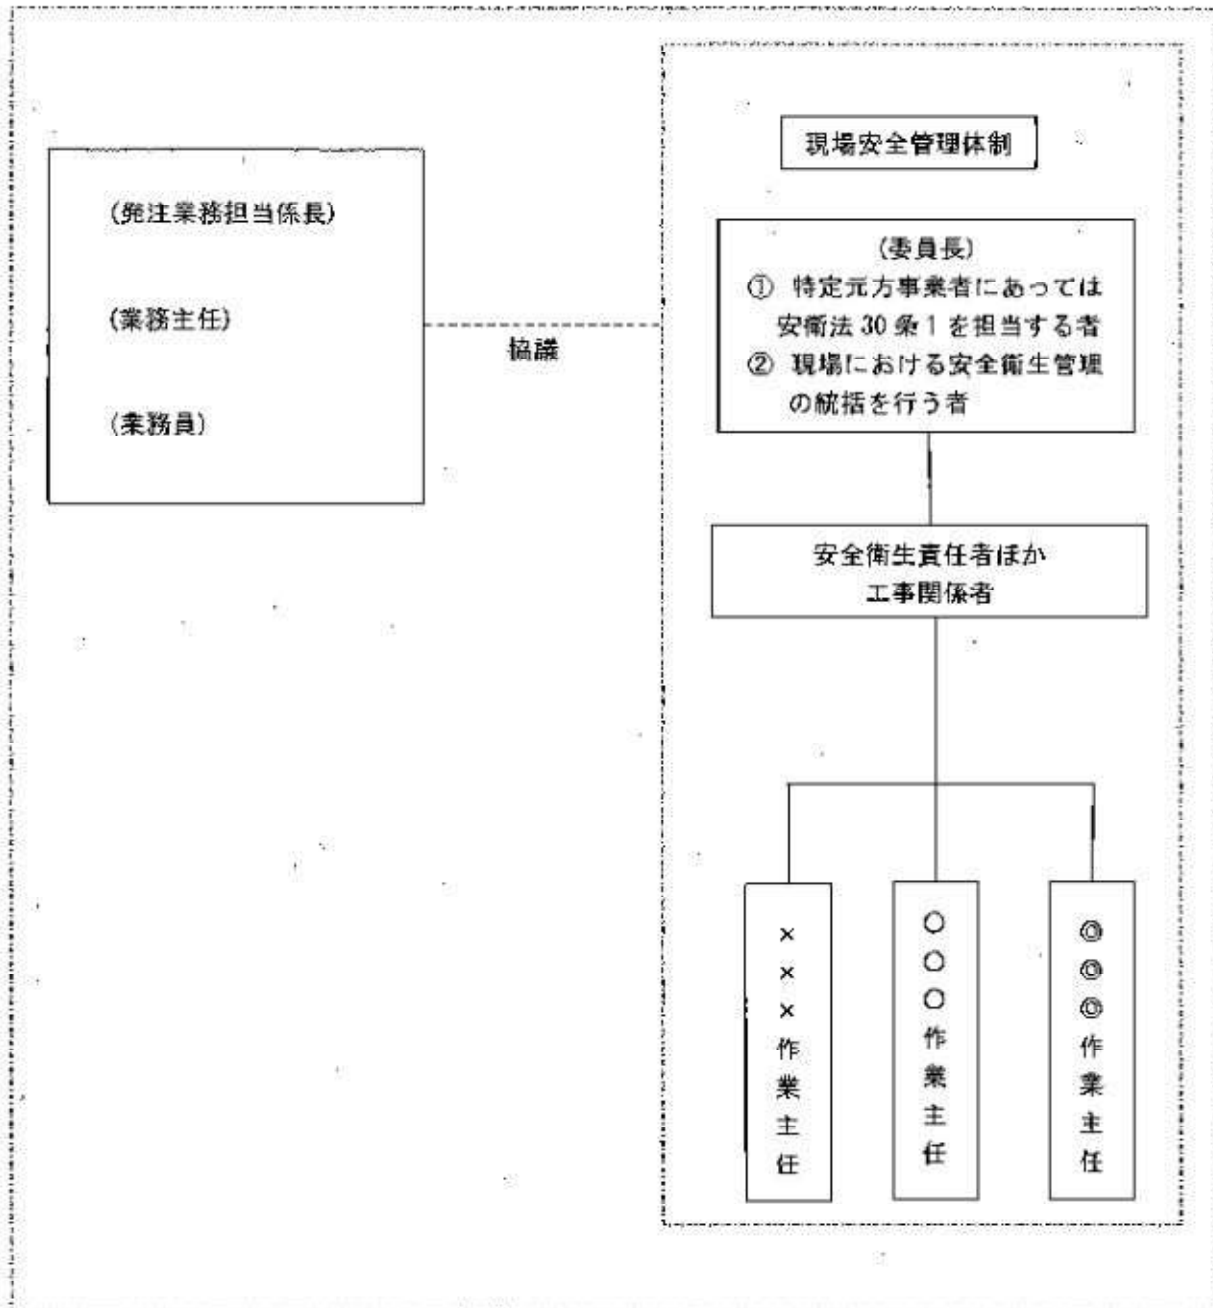 (発注業務担当係長)
(業務主任)
(業務員)
協議
現場安全管理体制
(委員長)
① 特定元方事業者にあっては
安衛法30条1を担当する者
② 現場における安全衛生管理
の統括を行う者
安全衛生責任者ほか
工事関係者
×××作業主任
○○○作業主任
◎◎◎作業主任